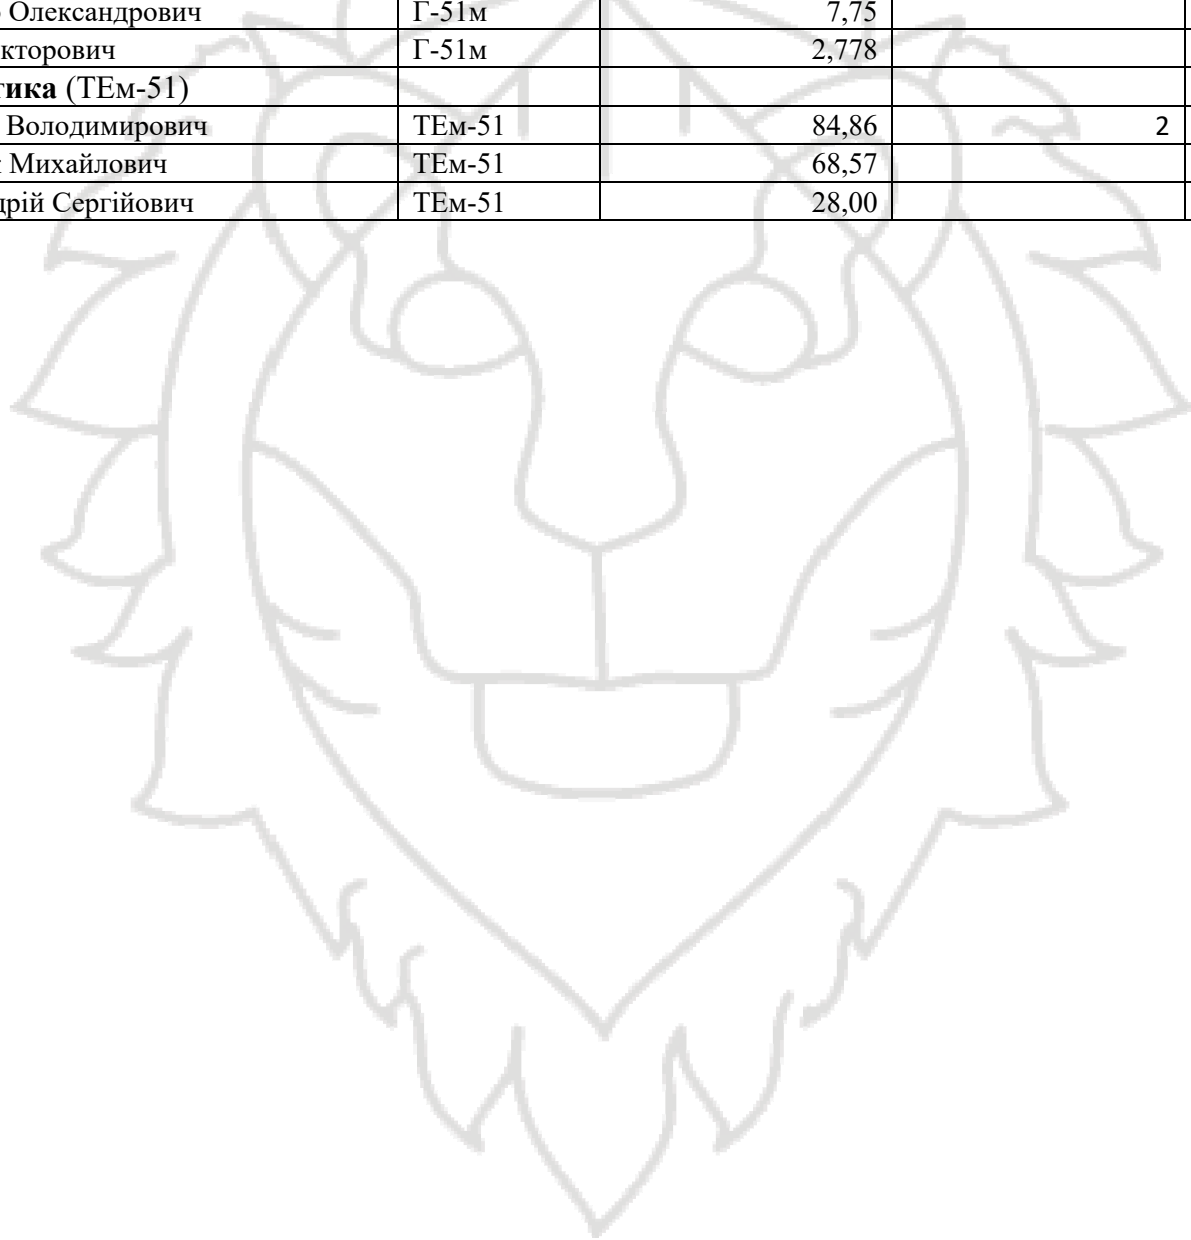 Олександрович Г-51м 7,75
кторович Г-51м 2,778
тика (ТЕм-51)
Володимирович ТЕм-51 84,86 2
Михайлович ТЕм-51 68,57
дрій Сергійович ТЕм-51 28,00